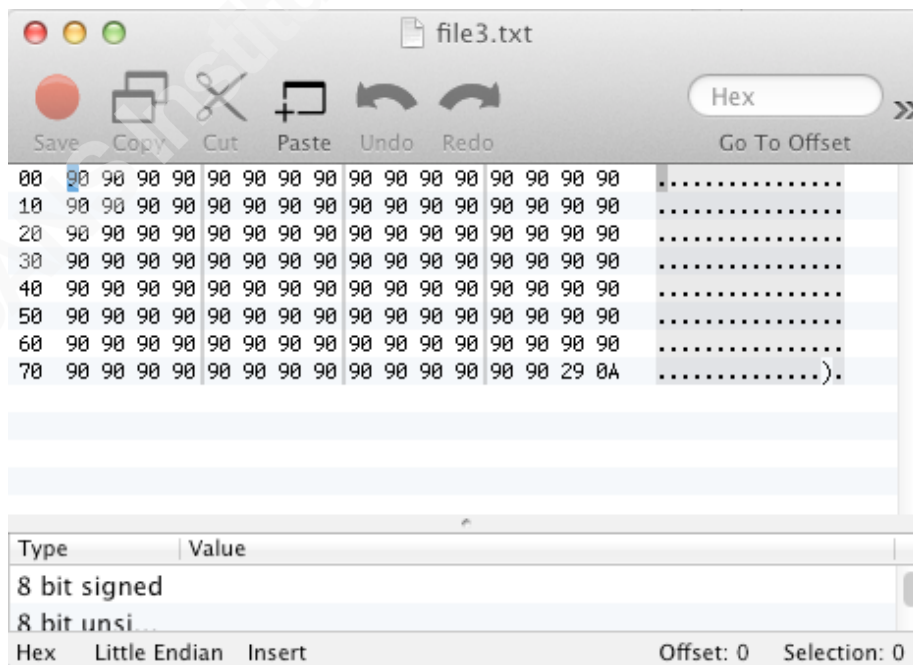 file3.txt
Hex
Save Copy Cut Paste Undo Redo Go To Offset
00 90 90 90 90 90 90 90 90 90 90 90 90 90 90 90 90 ................
10 90 90 90 90 90 90 90 90 90 90 90 90 90 90 90 90 ................
20 90 90 90 90 90 90 90 90 90 90 90 90 90 90 90 90 ................
30 90 90 90 90 90 90 90 90 90 90 90 90 90 90 90 90 ................
40 90 90 90 90 90 90 90 90 90 90 90 90 90 90 90 90 ................
50 90 90 90 90 90 90 90 90 90 90 90 90 90 90 90 90 ................
60 90 90 90 90 90 90 90 90 90 90 90 90 90 90 90 90 ................
70 90 90 90 90 90 90 90 90 90 90 90 90 90 90 29 0A ..............).
Type Value
8 bit signed
8 bit unsi...
Hex Little Endian Insert Offset: 0 Selection: 0